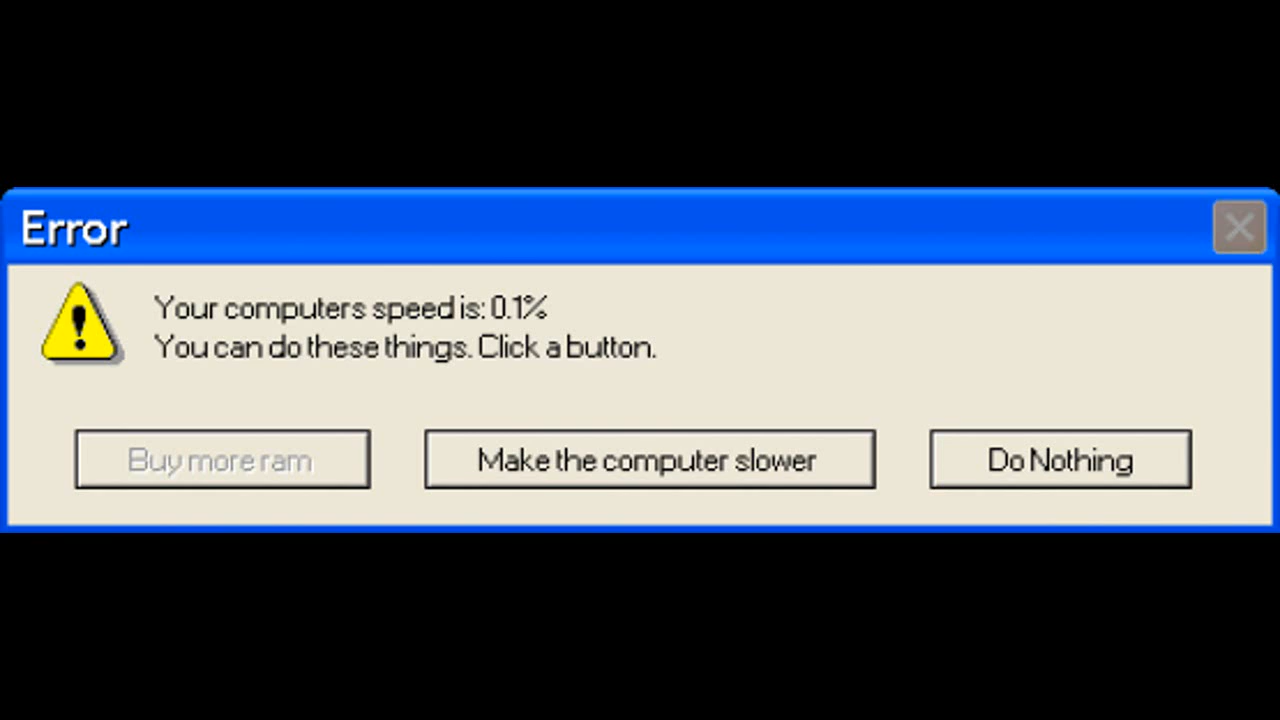 Error
Your computers speed is: 0.1%
You can do these things. Click a button.
Buy more ram
Make the computer slower
Do Nothing